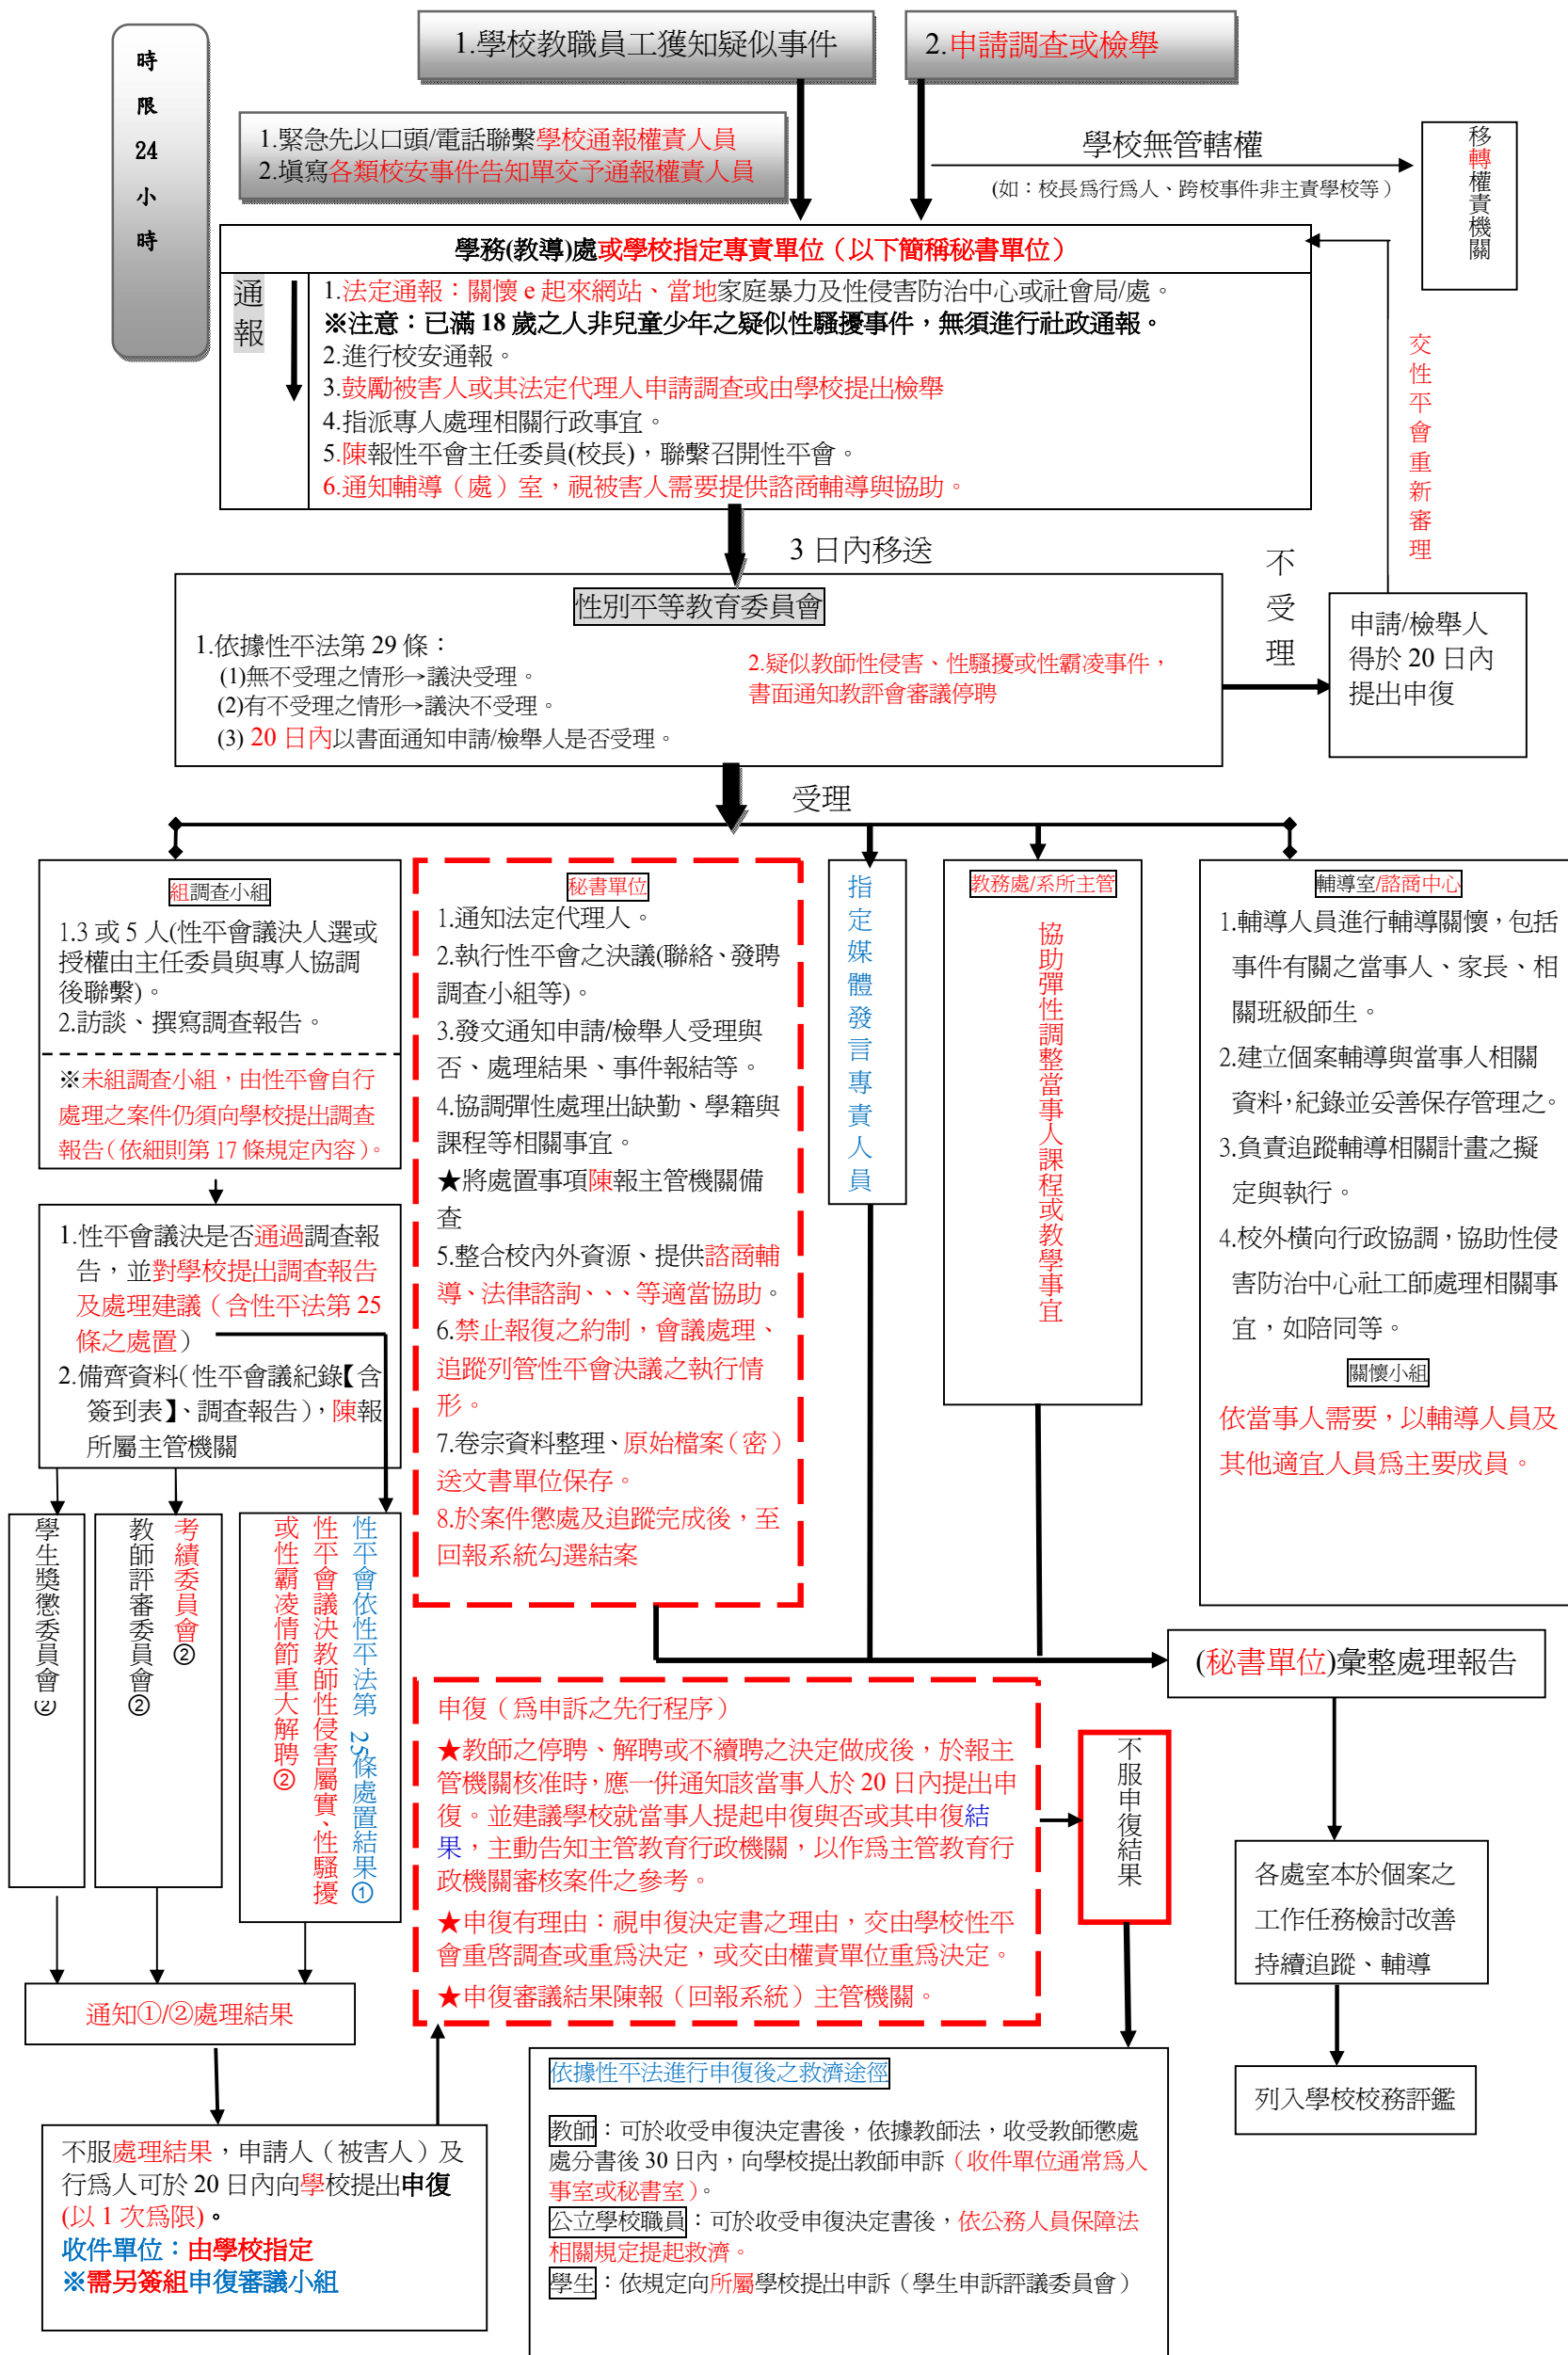 時
限
24
小
時
1.學校教職員工獲知疑似事件
2.申請調查或檢舉
1.緊急先以口頭/電話聯繫學校通報權責人員
2.填寫各類校安事件告知單交予通報權責人員
學校無管轄權
(如：校長為行為人、跨校事件非主責學校等）
移轉權責機關
學務(教導)處或學校指定專責單位（以下簡稱秘書單位）
通
報
1.法定通報：關懷 e 起來網站、當地家庭暴力及性侵害防治中心或社會局/處。
※注意：已滿 18 歲之人非兒童少年之疑似性騷擾事件，無須進行社政通報。
2.進行校安通報。
3.鼓勵被害人或其法定代理人申請調查或由學校提出檢舉
4.指派專人處理相關行政事宜。
5.陳報性平會主任委員(校長)，聯繫召開性平會。
6.通知輔導（處）室，視被害人需要提供諮商輔導與協助。
交性平會重新審理
3 日內移送
性別平等教育委員會
1.依據性平法第 29 條：
(1)無不受理之情形→議決受理。
(2)有不受理之情形→議決不受理。
(3) 20 日內以書面通知申請/檢舉人是否受理。
2.疑似教師性侵害、性騷擾或性霸凌事件，
書面通知教評會審議停聘
不受理
申請/檢舉人
得於 20 日內
提出申復
受理
組調查小組
1.3 或 5 人(性平會議決人選或
授權由主任委員與專人協調
後聯繫)。
2.訪談、撰寫調查報告。
※未組調查小組，由性平會自行
處理之案件仍須向學校提出調查
報告（依細則第 17 條規定內容）。
1.性平會議決是否通過調查報
告，並對學校提出調查報告
及處理建議（含性平法第 25
條之處置）
2.備齊資料（性平會議紀錄【含
簽到表】、調查報告），陳報
所屬主管機關
學生獎懲委員會②
考績委員會②
教師評審委員會②
性平會依性平法第 25條處置結果①
性平會議決教師性侵害屬實、性騷擾
或性霸凌情節重大解聘②
通知①/②處理結果
不服處理結果，申請人（被害人）及
行為人可於 20 日內向學校提出申復
(以 1 次為限)。
收件單位：由學校指定
※需另簽組申復審議小組
秘書單位
1.通知法定代理人。
2.執行性平會之決議(聯絡、發聘
調查小組等)。
3.發文通知申請/檢舉人受理與
否、處理結果、事件報結等。
4.協調彈性處理出缺勤、學籍與
課程等相關事宜。
★將處置事項陳報主管機關備
查
5.整合校內外資源、提供諮商輔
導、法律諮詢、、、等適當協助。
6.禁止報復之約制，會議處理、
追蹤列管性平會決議之執行情
形。
7.卷宗資料整理、原始檔案（密）
送文書單位保存。
8.於案件懲處及追蹤完成後，至
回報系統勾選結案
指定媒體發言專責人員
教務處/系所主管
協助彈性調整當事人課程或教學事宜
輔導室/諮商中心
1.輔導人員進行輔導關懷，包括
事件有關之當事人、家長、相
關班級師生。
2.建立個案輔導與當事人相關
資料，紀錄並妥善保存管理之。
3.負責追蹤輔導相關計畫之擬
定與執行。
4.校外橫向行政協調，協助性侵
害防治中心社工師處理相關事
宜，如陪同等。
關懷小組
依當事人需要，以輔導人員及
其他適宜人員為主要成員。
(秘書單位)彙整處理報告
申復（為申訴之先行程序）
★教師之停聘、解聘或不續聘之決定做成後，於報主
管機關核准時，應一併通知該當事人於 20 日內提出申
復。並建議學校就當事人提起申復與否或其申復結
果，主動告知主管教育行政機關，以作為主管教育行
政機關審核案件之參考。
★申復有理由：視申復決定書之理由，交由學校性平
會重啟調查或重為決定，或交由權責單位重為決定。
★申復審議結果陳報（回報系統）主管機關。
不服申復結果
各處室本於個案之
工作任務檢討改善
持續追蹤、輔導
列入學校校務評鑑
依據性平法進行申復後之救濟途徑
教師：可於收受申復決定書後，依據教師法，收受教師懲處
處分書後 30 日內，向學校提出教師申訴（收件單位通常為人
事室或秘書室）。
公立學校職員：可於收受申復決定書後，依公務人員保障法
相關規定提起救濟。
學生：依規定向所屬學校提出申訴（學生申訴評議委員會）